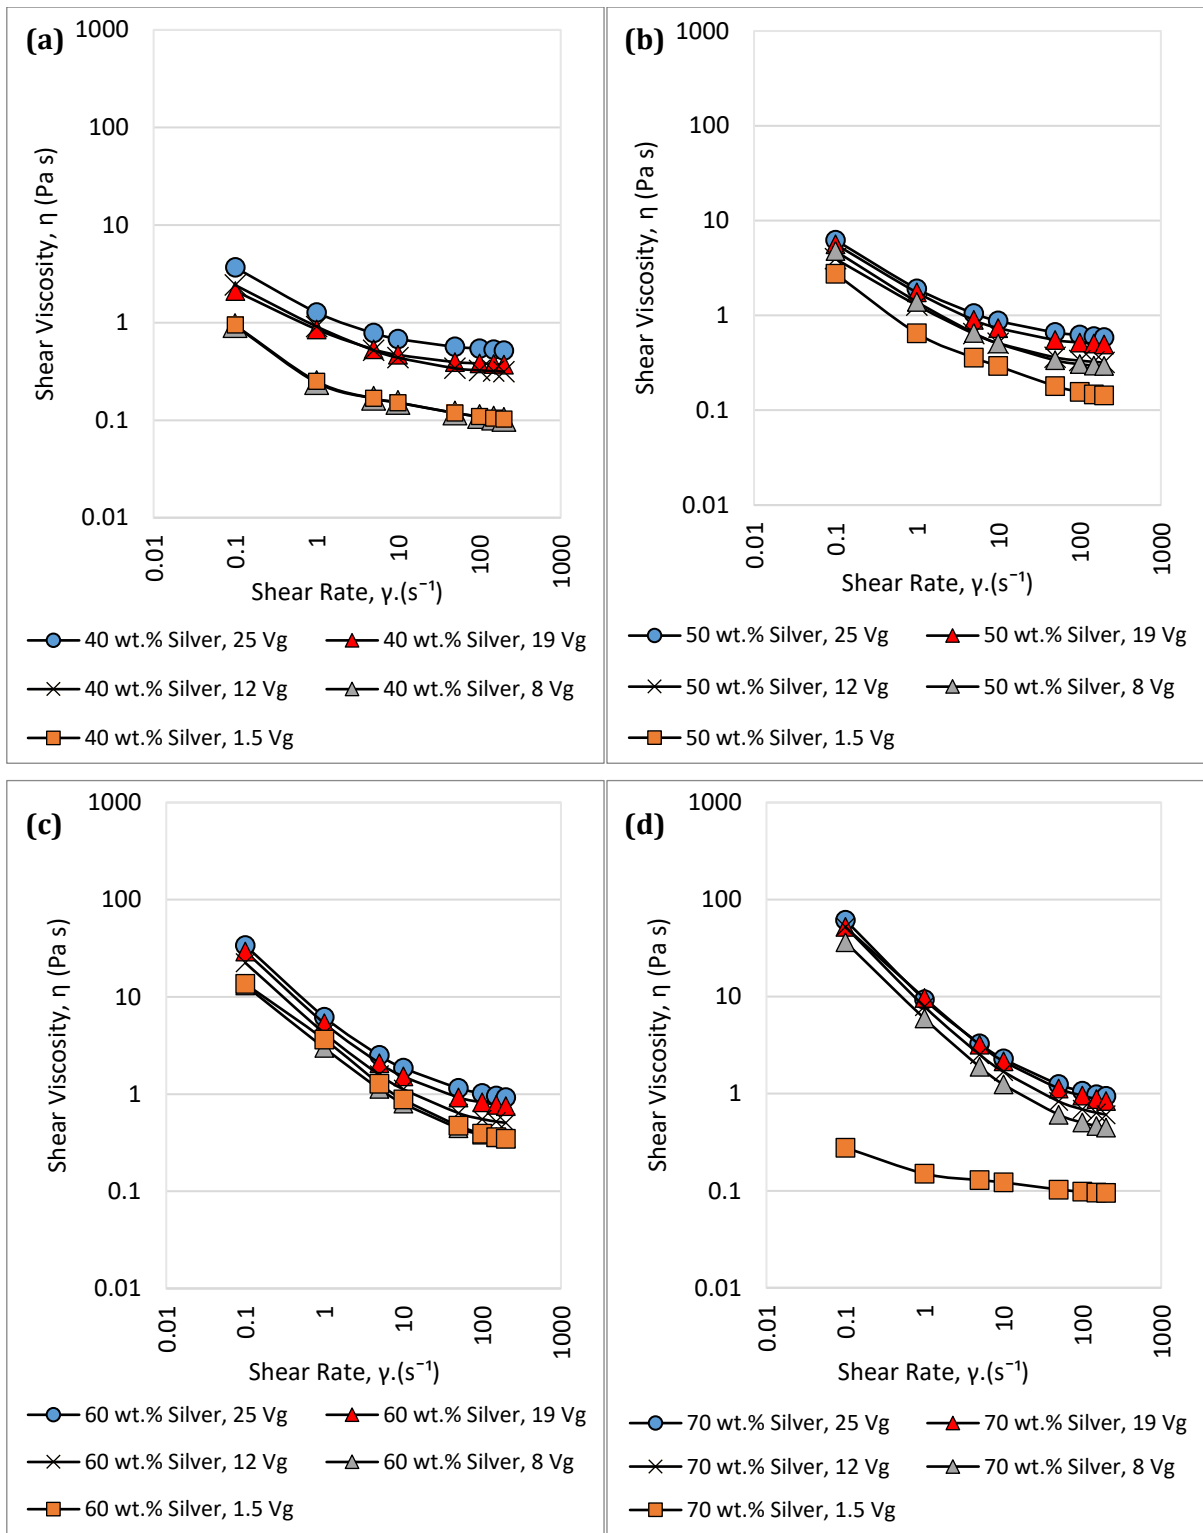 (a)
1000
100
10
1
0.1
0.01
Shear Viscosity, η (Pa s)
0.01
0.1
1
10
100
1000
Shear Rate, γ.(s⁻¹)
40 wt.% Silver, 25 Vg
40 wt.% Silver, 19 Vg
40 wt.% Silver, 12 Vg
40 wt.% Silver, 8 Vg
40 wt.% Silver, 1.5 Vg
(b)
1000
100
10
1
0.1
0.01
Shear Viscosity, η (Pa s)
0.01
0.1
1
10
100
1000
Shear Rate, γ.(s⁻¹)
50 wt.% Silver, 25 Vg
50 wt.% Silver, 19 Vg
50 wt.% Silver, 12 Vg
50 wt.% Silver, 8 Vg
50 wt.% Silver, 1.5 Vg
(c)
1000
100
10
1
0.1
0.01
Shear Viscosity, η (Pa s)
0.01
0.1
1
10
100
1000
Shear Rate, γ.(s⁻¹)
60 wt.% Silver, 25 Vg
60 wt.% Silver, 19 Vg
60 wt.% Silver, 12 Vg
60 wt.% Silver, 8 Vg
60 wt.% Silver, 1.5 Vg
(d)
1000
100
10
1
0.1
0.01
Shear Viscosity, η (Pa s)
0.01
0.1
1
10
100
1000
Shear Rate, γ.(s⁻¹)
70 wt.% Silver, 25 Vg
70 wt.% Silver, 19 Vg
70 wt.% Silver, 12 Vg
70 wt.% Silver, 8 Vg
70 wt.% Silver, 1.5 Vg